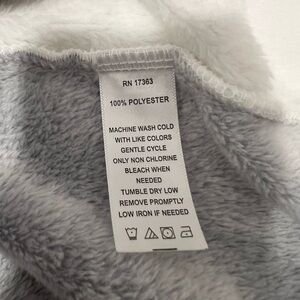 RN 17363
100% POLYESTER
MACHINE WASH COLD
WITH LIKE COLORS
GENTLE CYCLE
ONLY NON CHLORINE
BLEACH WHEN
NEEDED
TUMBLE DRY LOW
REMOVE PROMPTLY
LOW IRON IF NEEDED